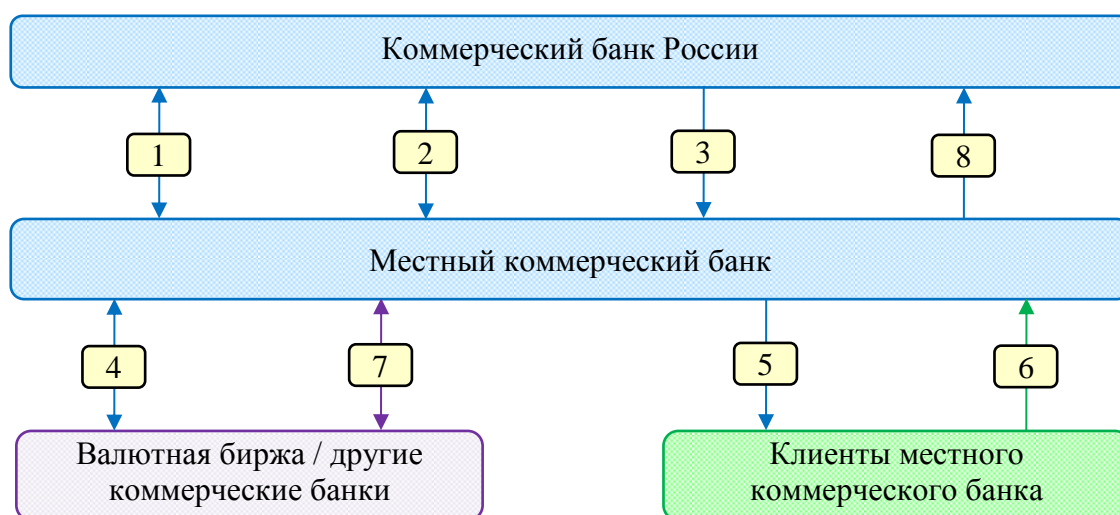 Коммерческий банк России
1 2 3 8
Местный коммерческий банк
4 7 5 6
Валютная биржа / другие
коммерческие банки
Клиенты местного
коммерческого банка